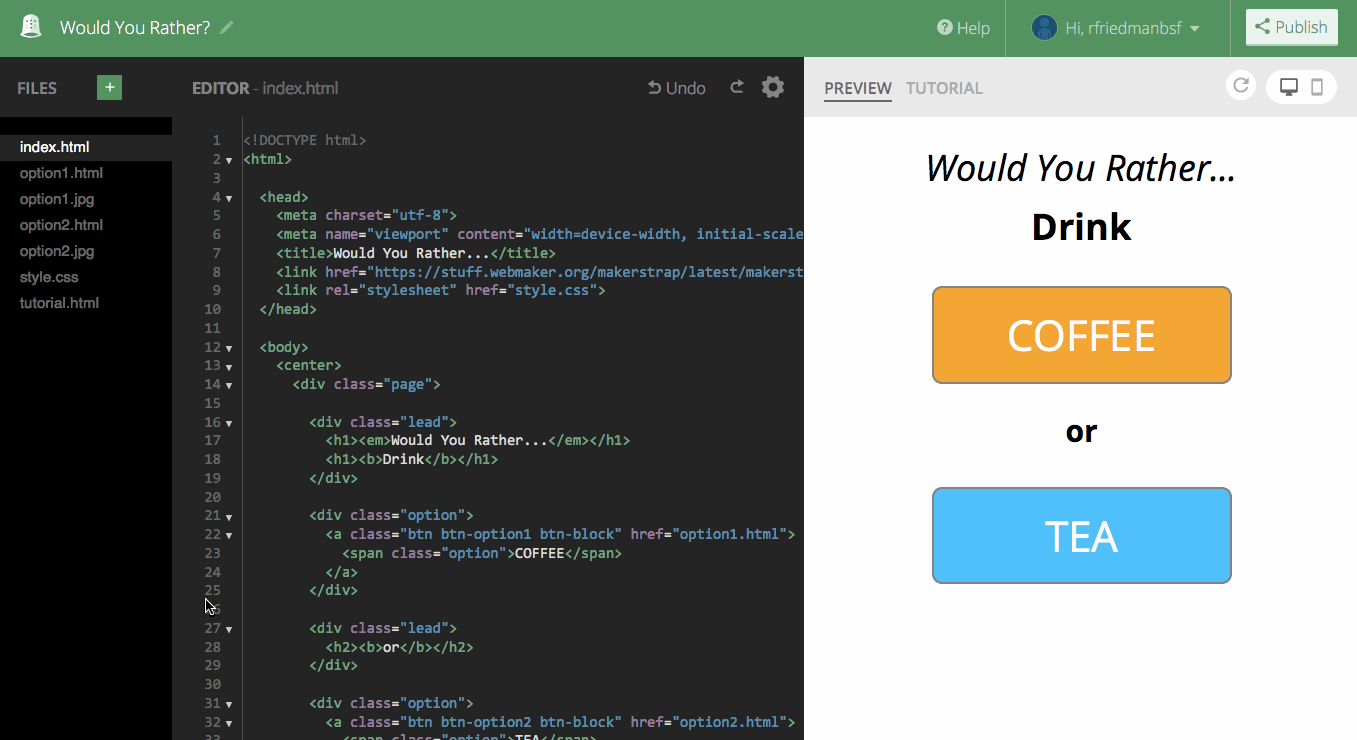 Would You Rather?
Help
Hi, rfriedmanbsf
Publish
FILES
+
EDITOR - index.html
Undo
PREVIEW
TUTORIAL
index.html
option1.html
option1.jpg
option2.html
option2.jpg
style.css
tutorial.html
1 <!DOCTYPE html>
2 <html>
3
4 <head>
5 <meta charset="utf-8">
6 <meta name="viewport" content="width=device-width, initial-scale
7 <title>Would You Rather...</title>
8 <link href="https://stuff.webmaker.org/makerstrap/latest/makerst
9 <link rel="stylesheet" href="style.css">
10 </head>
11
12 <body>
13 <center>
14 <div class="page">
15
16 <div class="lead">
17 <h1><em>Would You Rather...</em></h1>
18 <h1><b>Drink</b></h1>
19 </div>
20
21 <div class="option">
22 <a class="btn btn-option1 btn-block" href="option1.html">
23 <span class="option">COFFEE</span>
24 </a>
25 </div>
27 <div class="lead">
28 <h2><b>or</b></h2>
29 </div>
30
31 <div class="option">
32 <a class="btn btn-option2 btn-block" href="option2.html">
33 <span class="option">TEA</span>
Would You Rather...
Drink
COFFEE
or
TEA